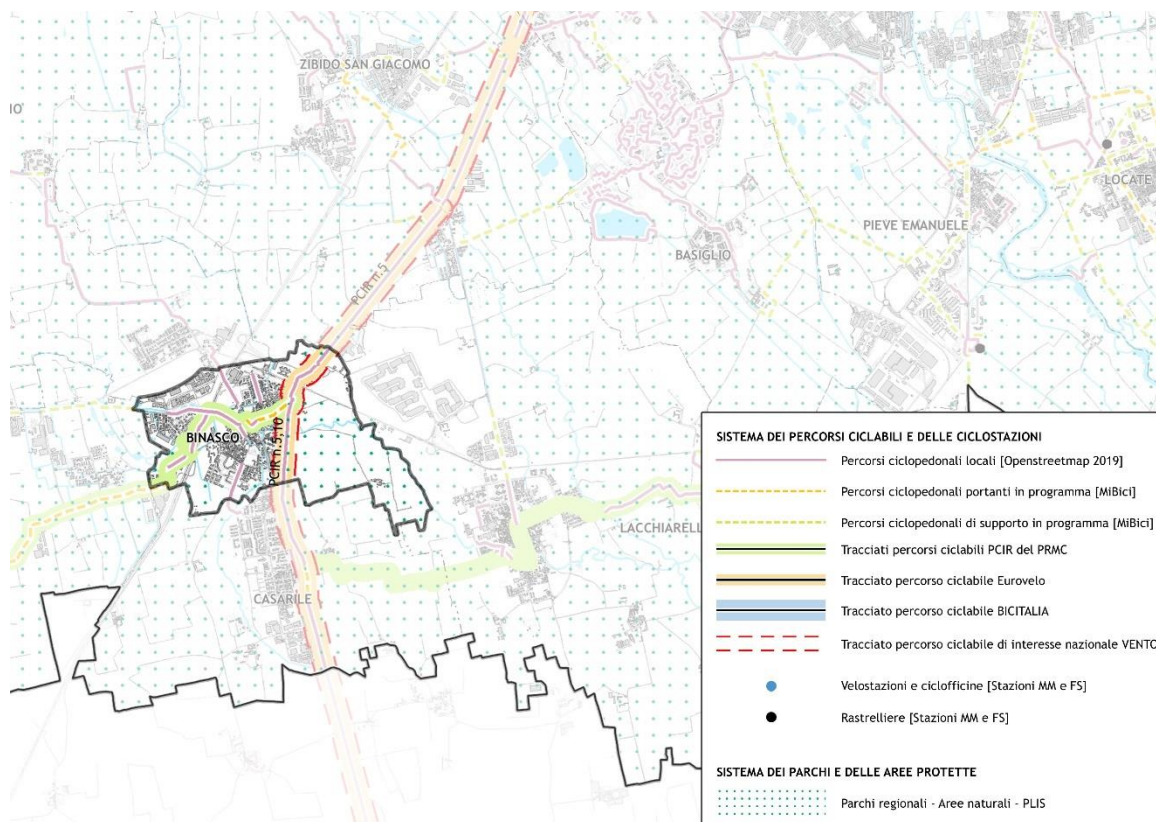 ZIBIDO SAN GIACOMO
LOCATE
PIEVE EMANUELE
BASIGLIO
PCIR n.5
BINASCO
PCIR n.5,10
LACCHIARELL
CASARILE
SISTEMA DEI PERCORSI CICLABILI E DELLE CICLOSTAZIONI
Percorsi ciclopedonali locali [Openstreetmap 2019]
Percorsi ciclopedonali portanti in programma [MiBici]
Percorsi ciclopedonali di supporto in programma [MiBici]
Tracciati percorsi ciclabili PCIR del PRMC
Tracciato percorso ciclabile Eurovelo
Tracciato percorso ciclabile BICITALIA
Tracciato percorso ciclabile di interesse nazionale VENTO
Velostazioni e ciclofficine [Stazioni MM e FS]
Rastrelliere [Stazioni MM e FS]
SISTEMA DEI PARCHI E DELLE AREE PROTETTE
Parchi regionali - Aree naturali - PLIS